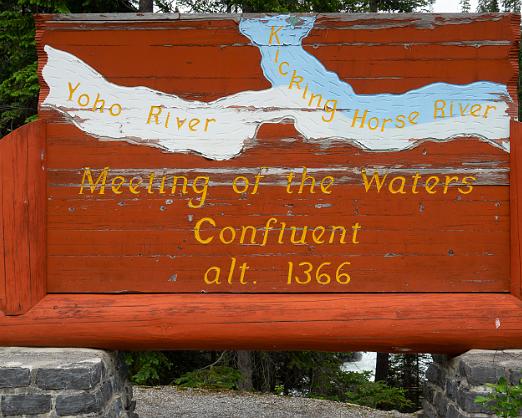 Yoho River
Kicking Horse River
Meeting of the Waters
Confluent
alt. 1366